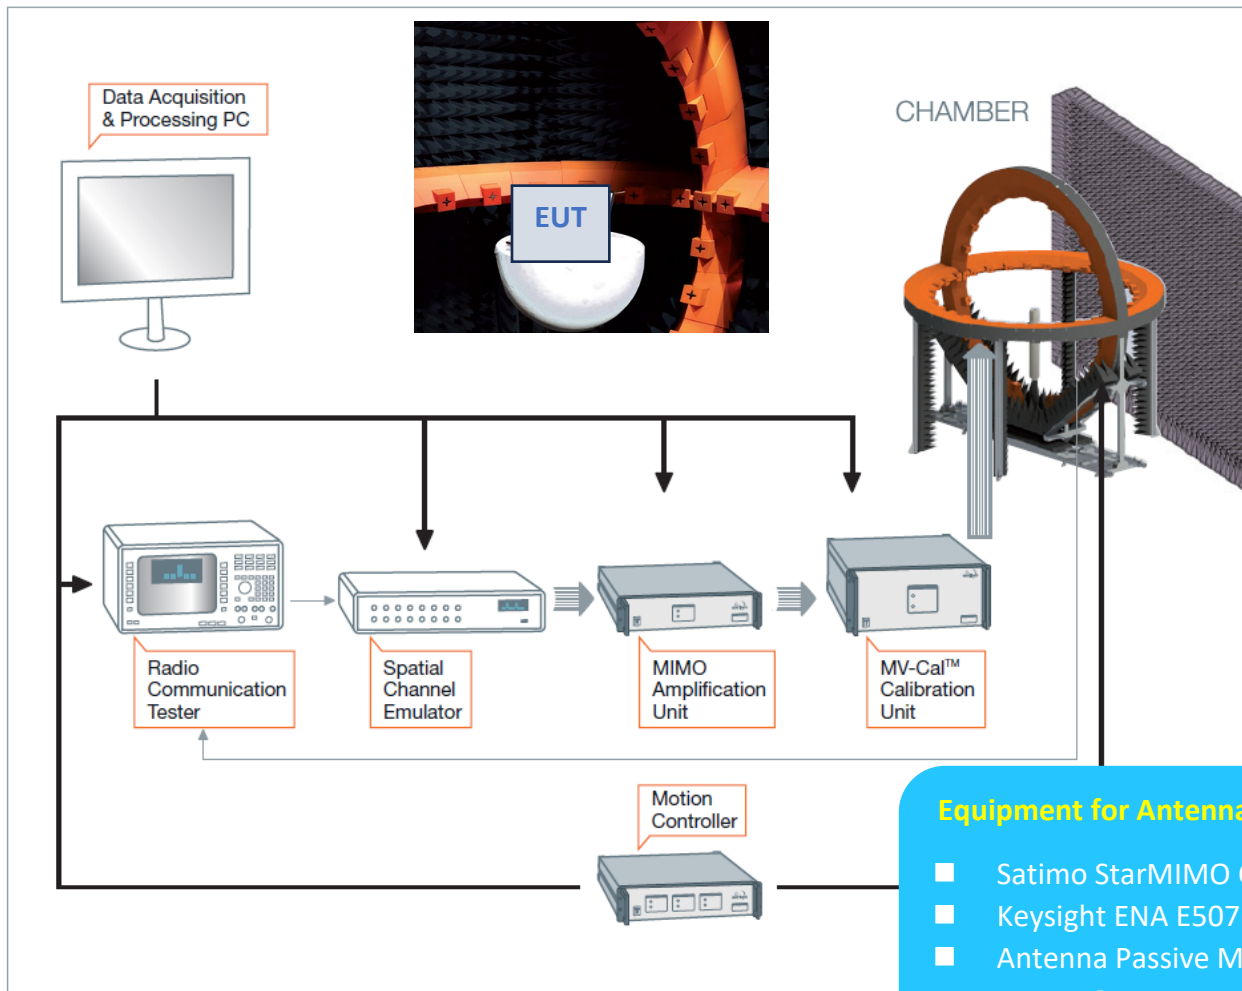 Data Acquisition
& Processing PC
EUT
CHAMBER
Radio
Communication
Tester
Spatial
Channel
Emulator
MIMO
Amplification
Unit
MV-Cal™
Calibration
Unit
Motion
Controller
Equipment for Antenna
■ Satimo StarMIMO
■ Keysight ENA E507
■ Antenna Passive M